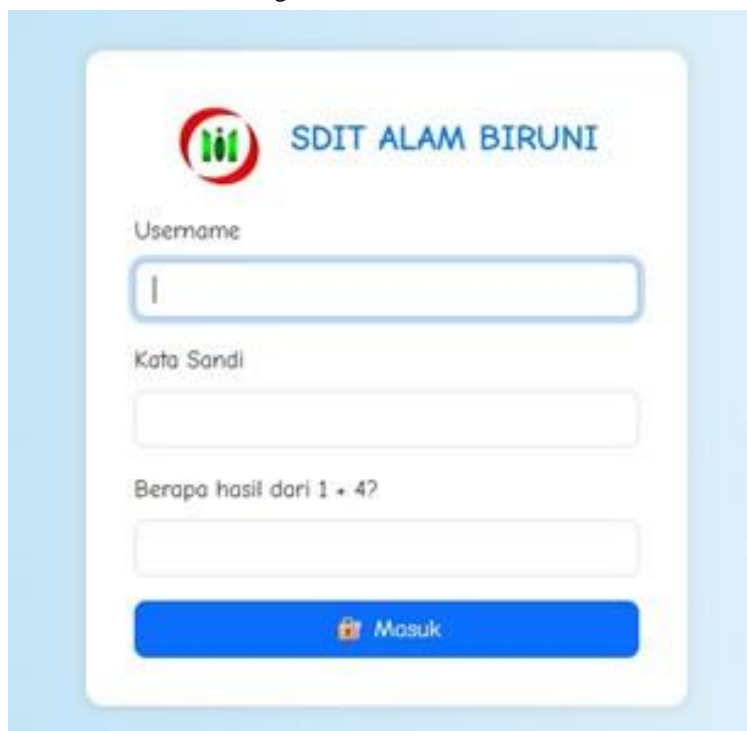 SDIT ALAM BIRUNI
Username
Kata Sandi
Berapa hasil dari 1 + 4?
🔐 Masuk